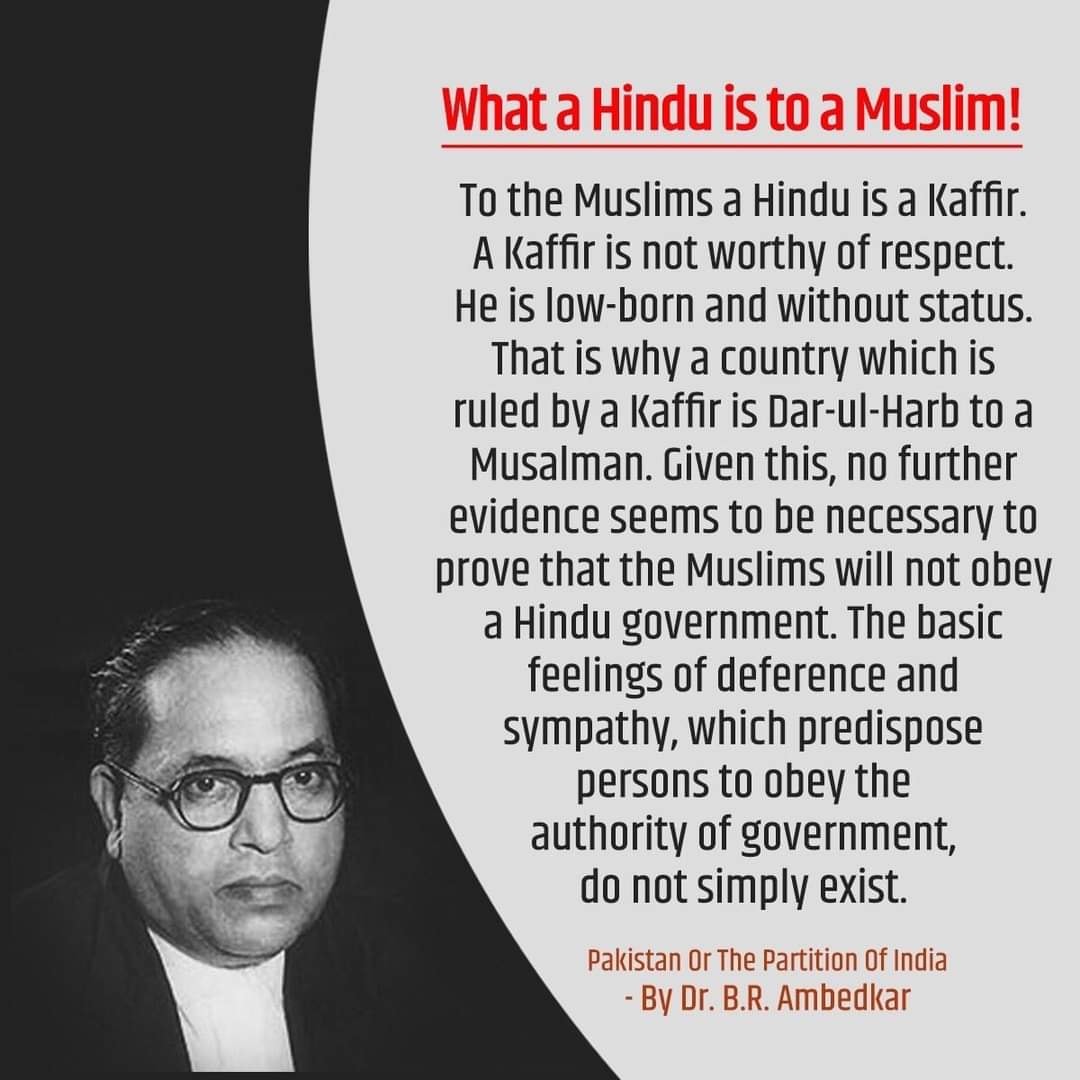 What a Hindu is to a Muslim!
To the Muslims a Hindu is a Kaffir.
A Kaffir is not worthy of respect.
He is low-born and without status.
That is why a country which is
ruled by a Kaffir is Dar-ul-Harb to a
Musalman. Given this, no further
evidence seems to be necessary to
prove that the Muslims will not obey
a Hindu government. The basic
feelings of deference and
sympathy, which predispose
persons to obey the
authority of government,
do not simply exist.
Pakistan Or The Partition Of India
- By Dr. B.R. Ambedkar